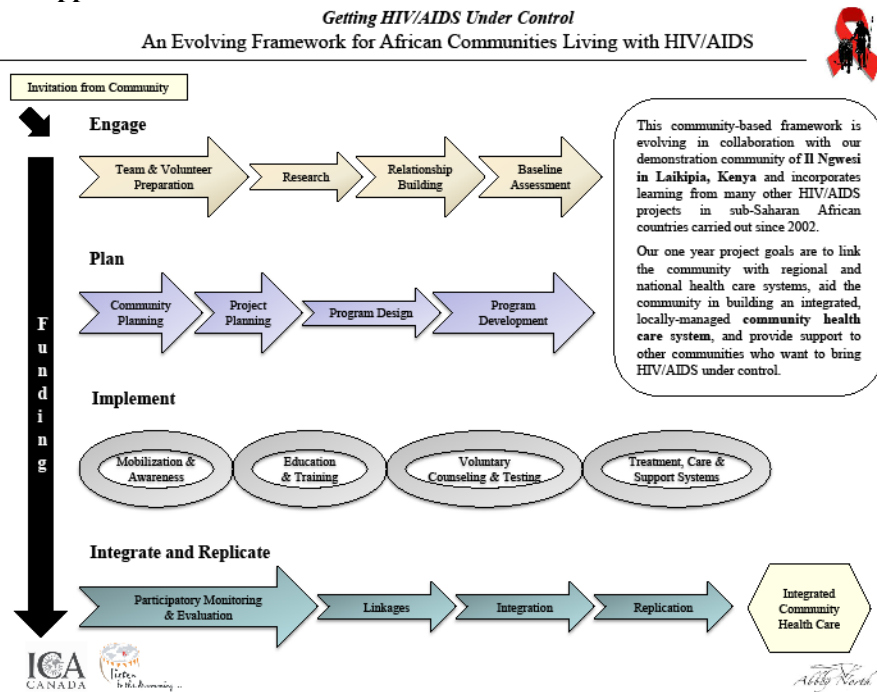 Getting HIV/AIDS Under Control
An Evolving Framework for African Communities Living with HIV/AIDS
Invitation from Community
Engage
Team & Volunteer
Preparation
Research
Relationship
Building
Baseline
Assessment
This community-based framework is
evolving in collaboration with our
demonstration community of Il Ngwesi
in Laikipia, Kenya and incorporates
learning from many other HIV/AIDS
projects in sub-Saharan African
countries carried out since 2002.
Our one year project goals are to link
the community with regional and
national health care systems, aid the
community in building an integrated,
locally-managed community health
care system, and provide support to
other communities who want to bring
HIV/AIDS under control.
Plan
Community
Planning
Project
Planning
Program Design
Program
Development
Funding
Implement
Mobilization &
Awareness
Education
& Training
Voluntary
Counseling & Testing
Treatment, Care &
Support Systems
Integrate and Replicate
Participatory Monitoring
& Evaluation
Linkages
Integration
Replication
Integrated
Community
Health Care
ICA
CANADA
listen
to the drumming ..
Abby North